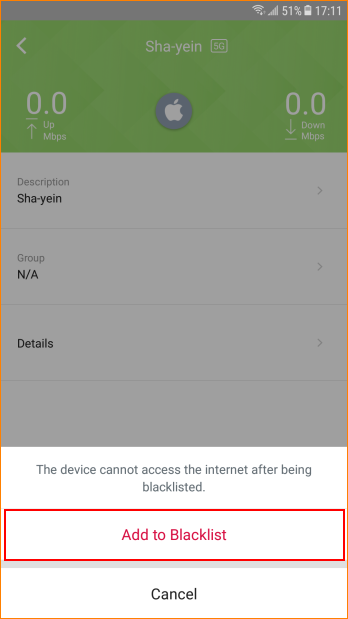 51% 17:11
Sha-yein 5G
0.0 Up Mbps
0.0 Down Mbps
Description
Sha-yein
Group
N/A
Details
The device cannot access the internet after being
blacklisted.
Add to Blacklist
Cancel